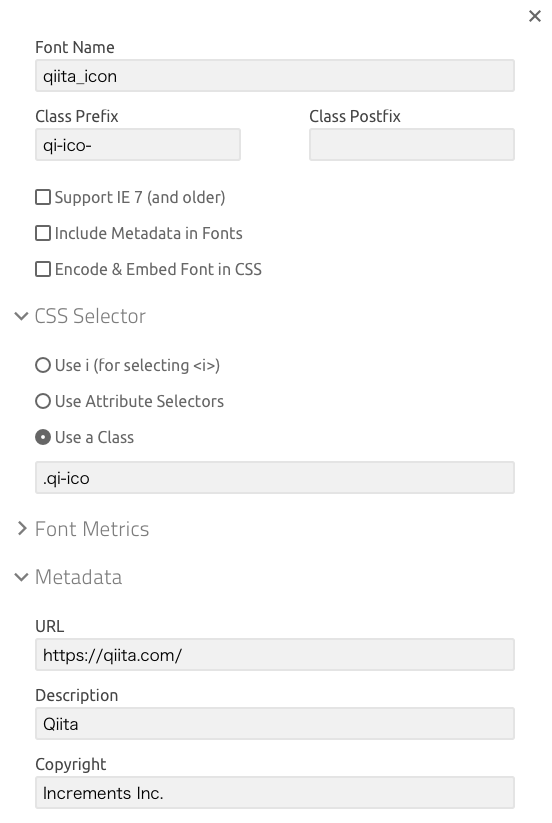 Font Name
qiita_icon
Class Prefix
Class Postfix
qi-ico-
Support IE 7 (and older)
Include Metadata in Fonts
Encode & Embed Font in CSS
CSS Selector
Use i (for selecting <i>)
Use Attribute Selectors
Use a Class
.qi-ico
Font Metrics
Metadata
URL
https://qiita.com/
Description
Qiita
Copyright
Increments Inc.